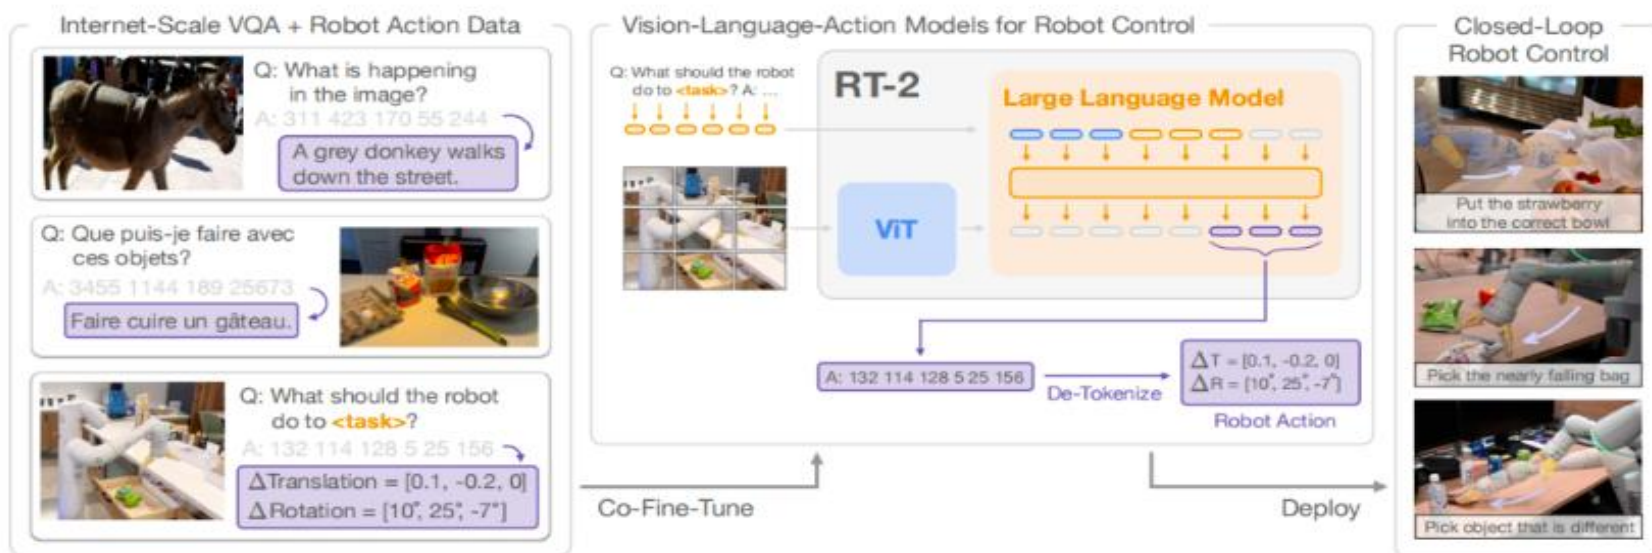 Internet-Scale VQA + Robot Action Data
Q: What is happening
in the image?
A: 311 423 170 55 244
A grey donkey walks
down the street.
Q: Que puis-je faire avec
ces objets?
A: 3455 1144 189 25673
Faire cuire un gâteau.
Q: What should the robot
do to <task>?
A: 132 114 128 5 25 156
ΔTranslation = [0.1, -0.2, 0]
ΔRotation = [10°, 25°, -7°]
Co-Fine-Tune
Vision-Language-Action Models for Robot Control
Q: What should the robot
do to <task>? A: ...
RT-2
Large Language Model
ViT
A: 132 114 128 5 25 156
De-Tokenize
ΔT = [0.1, -0.2, 0]
ΔR = [10°, 25°, -7°]
Robot Action
Deploy
Closed-Loop
Robot Control
Put the strawberry
into the correct bowl
Pick the nearly falling bag
Pick object that is different